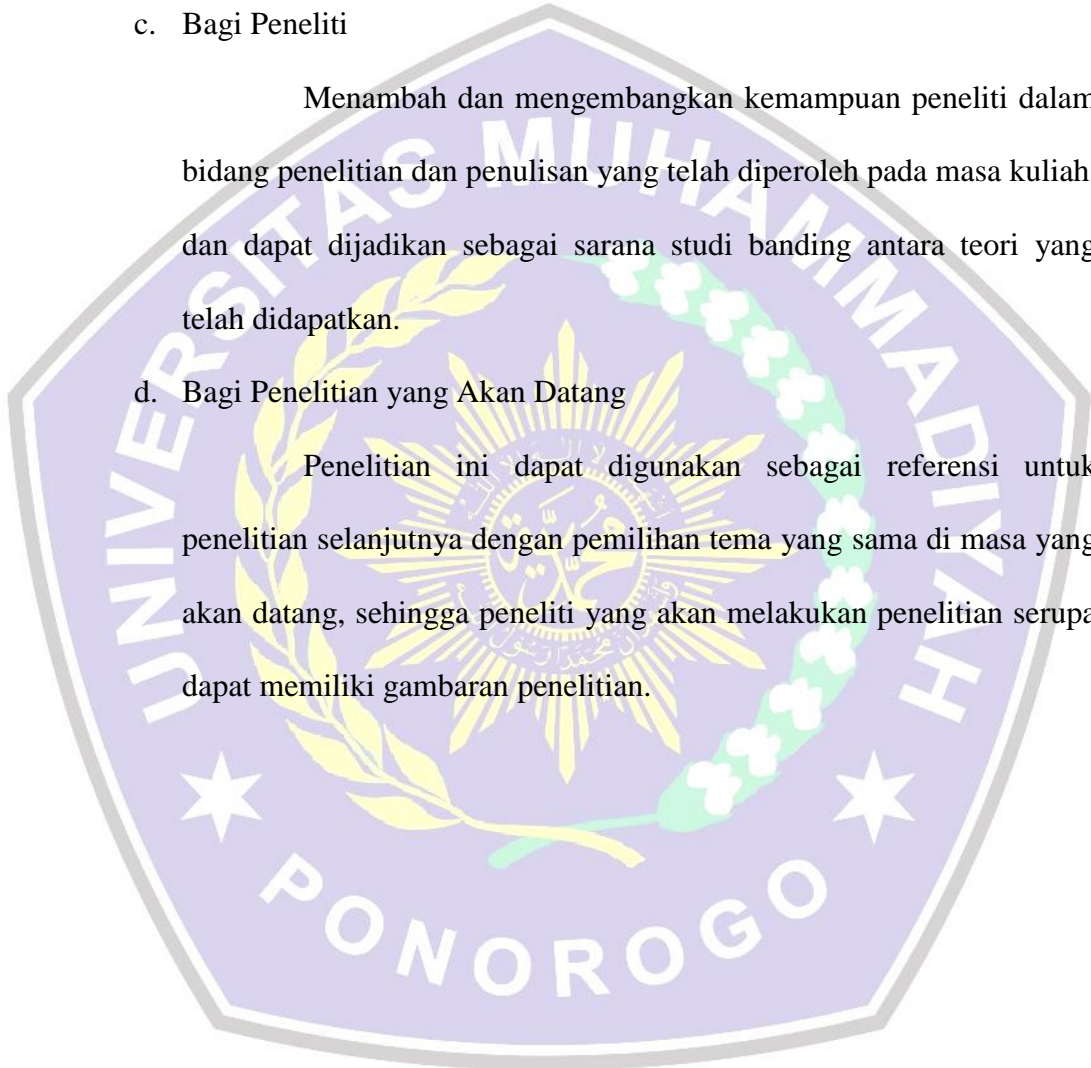 c. Bagi Peneliti
Menambah dan mengembangkan kemampuan peneliti dalam
bidang penelitian dan penulisan yang telah diperoleh pada masa kuliah
dan dapat dijadikan sebagai sarana studi banding antara teori yang
telah didapatkan.
d. Bagi Penelitian yang Akan Datang
Penelitian ini dapat digunakan sebagai referensi untuk
penelitian selanjutnya dengan pemilihan tema yang sama di masa yang
akan datang, sehingga peneliti yang akan melakukan penelitian serupa
dapat memiliki gambaran penelitian.
UNIVERSITAS MUHAMMADIYAH
PONOROGO